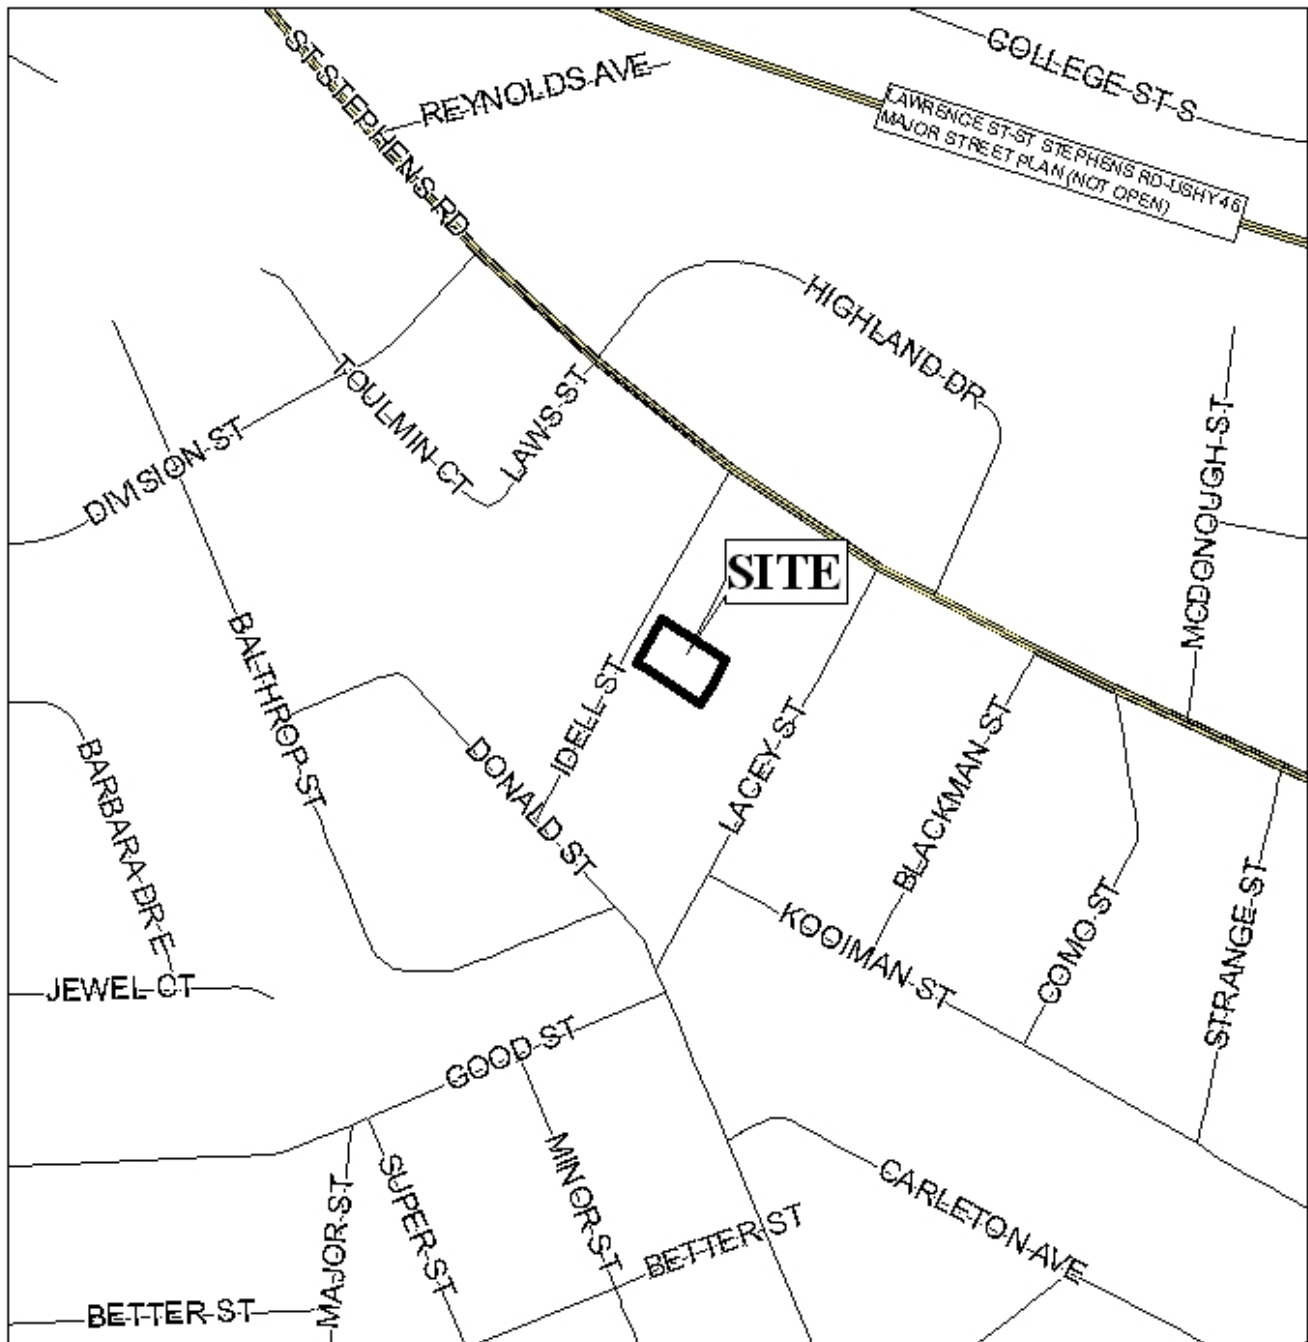 COLLEGE ST S
ST STEPHENS RD
REYNOLDS AVE
LAWRENCE ST-ST STEPHENS RD-USHY 46
MAJOR STREET PLAN (NOT OPEN)
HIGHLAND DR
TOULMIN CT
LAWS ST
DIVISION ST
MCDONOUGH ST
SITE
BALTHROP ST
IDELL ST
LACEY ST
BLACKMAN ST
DONALD ST
BARBARA DR E
KOOIMAN ST
COMO ST
STRANGE ST
JEWEL CT
GOOD ST
MINOR ST
SUPER ST
MAJOR ST
CARLETON AVE
BETTER ST
BETTER ST